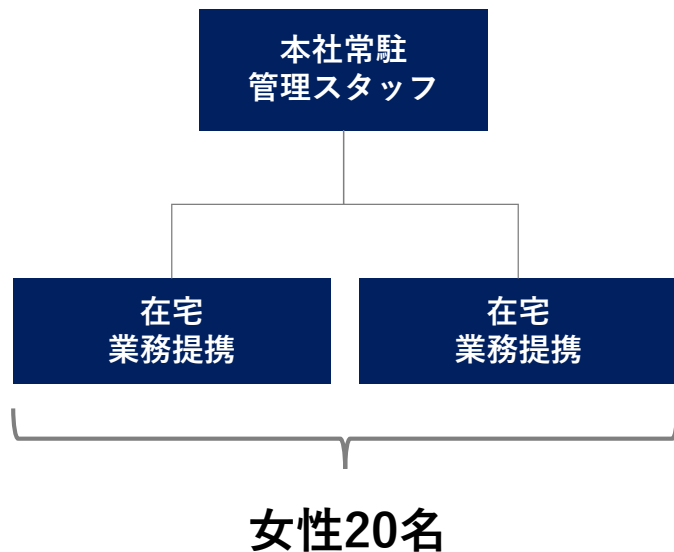 本社常駐
管理スタッフ
在宅
業務提携
在宅
業務提携
女性20名